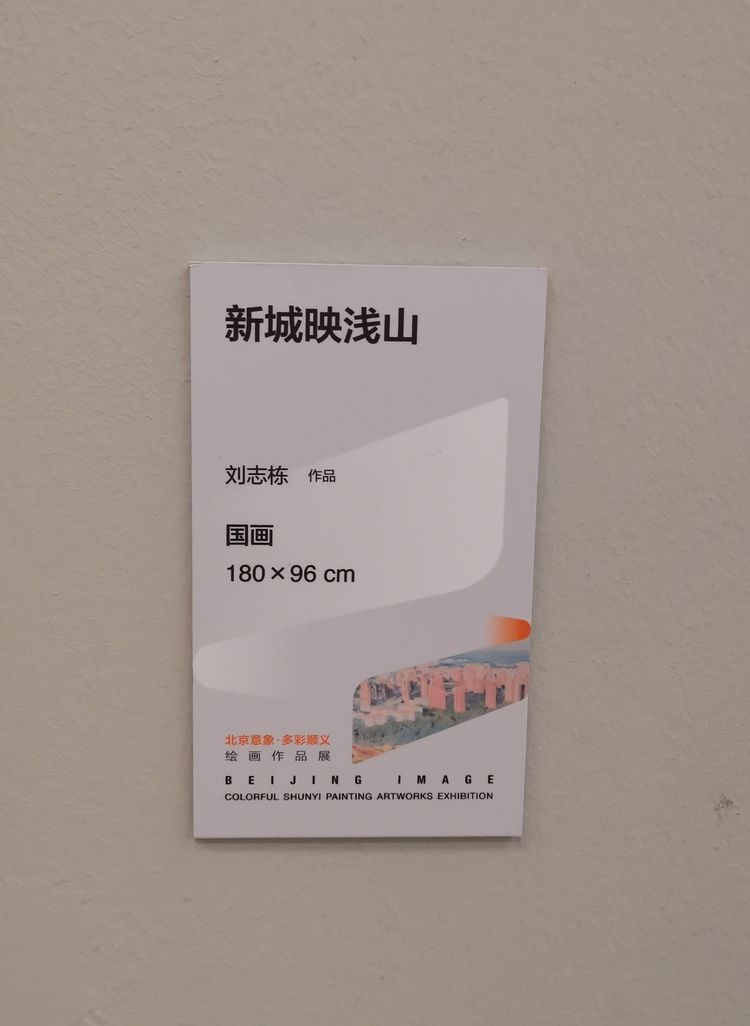 新城映浅山
刘志栋 作品
国画
180×96 cm
北京意象·多彩顺义
绘画作品展
BEIJING IMAGE
COLORFUL SHUNYI PAINTING ARTWORKS EXHIBITION